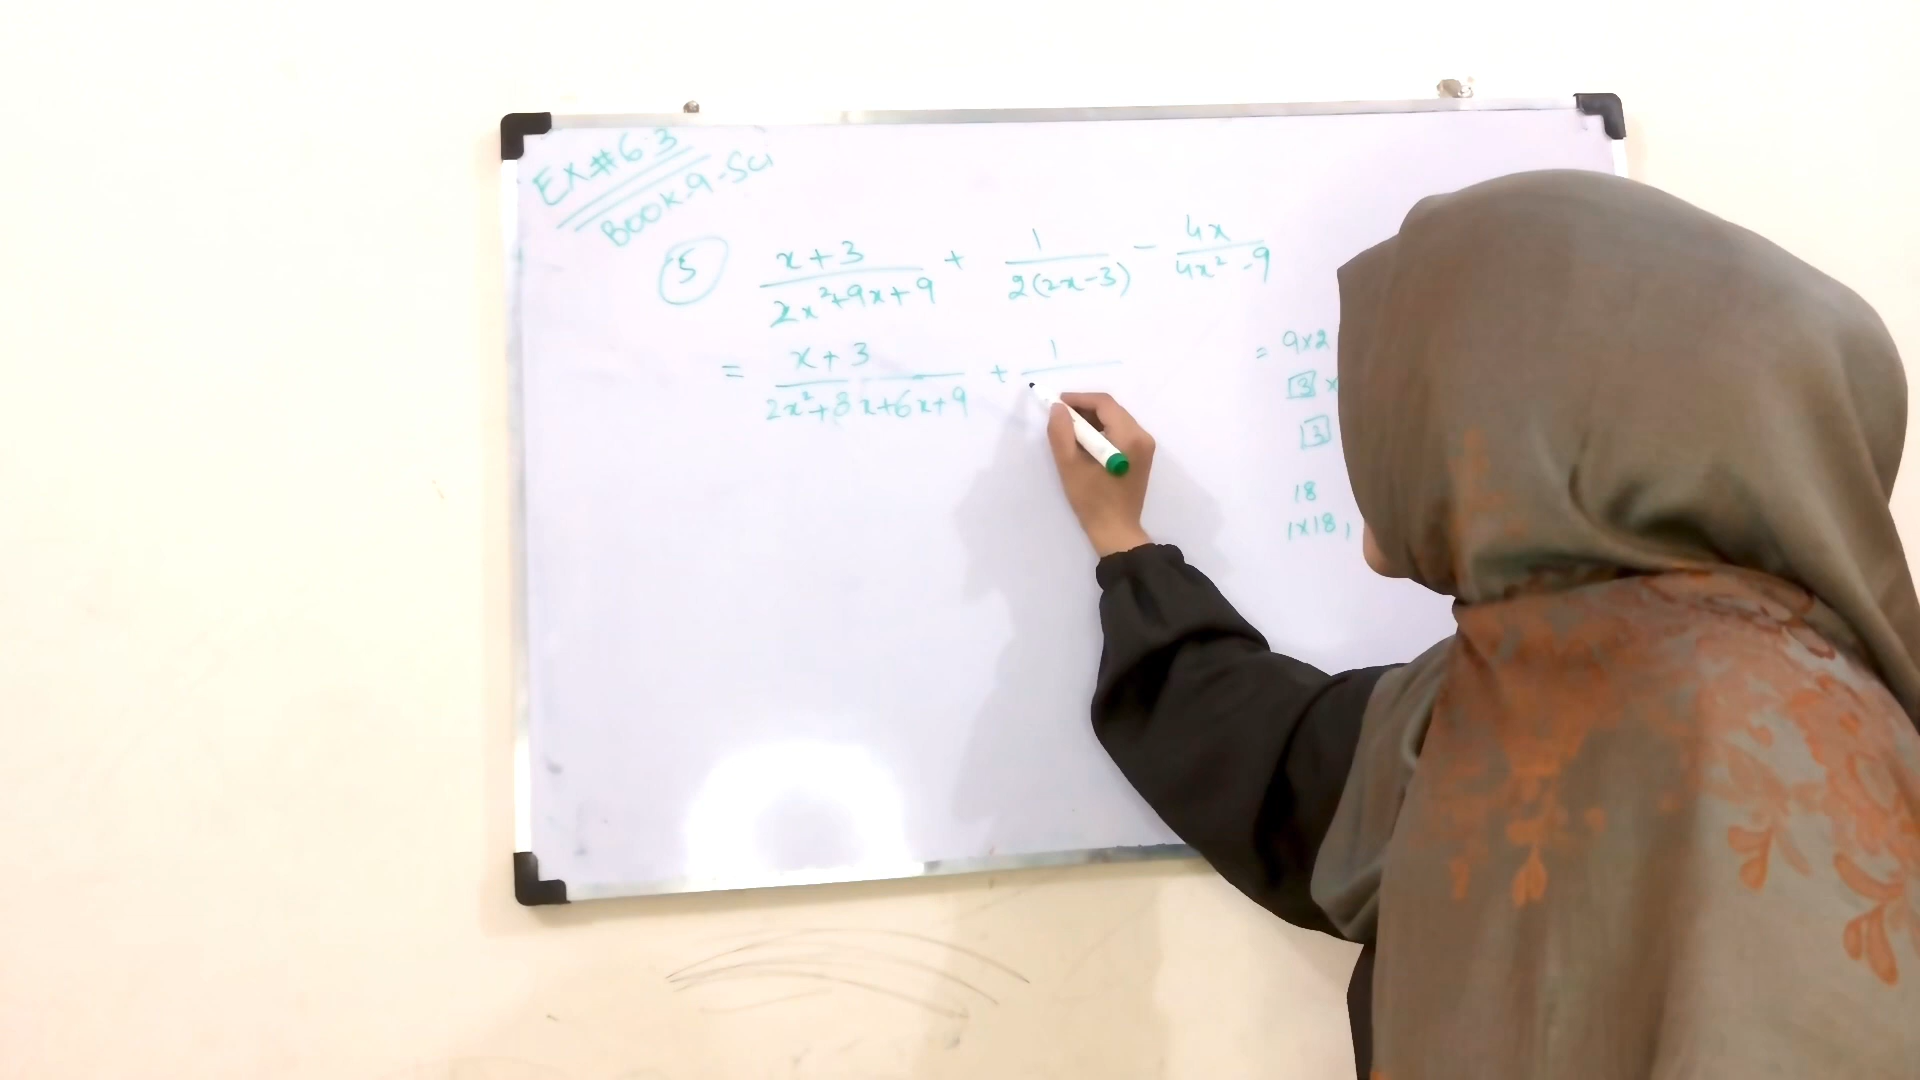 EX#6.3
BOOK-9-Sci
5 x+3/2x²+9x+9 + 1/2(2x-3) - 4x/4x²-9
= x+3/2x²+3x+6x+9 + 1/
= 9x2
3 x
3
18
1x18,